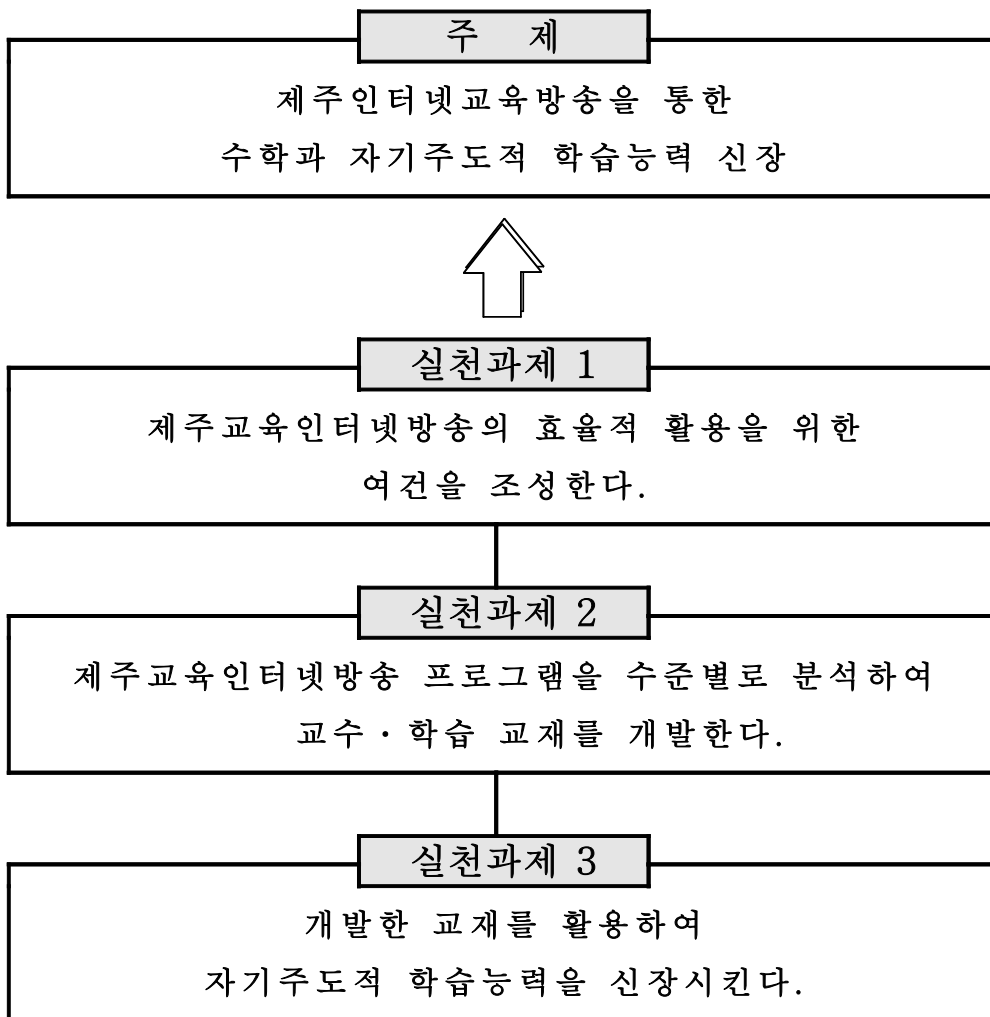 주 제
제주인터넷교육방송을 통한
수학과 자기주도적 학습능력 신장
실천과제 1
제주교육인터넷방송의 효율적 활용을 위한
여건을 조성한다.
실천과제 2
제주교육인터넷방송 프로그램을 수준별로 분석하여
교수·학습 교재를 개발한다.
실천과제 3
개발한 교재를 활용하여
자기주도적 학습능력을 신장시킨다.